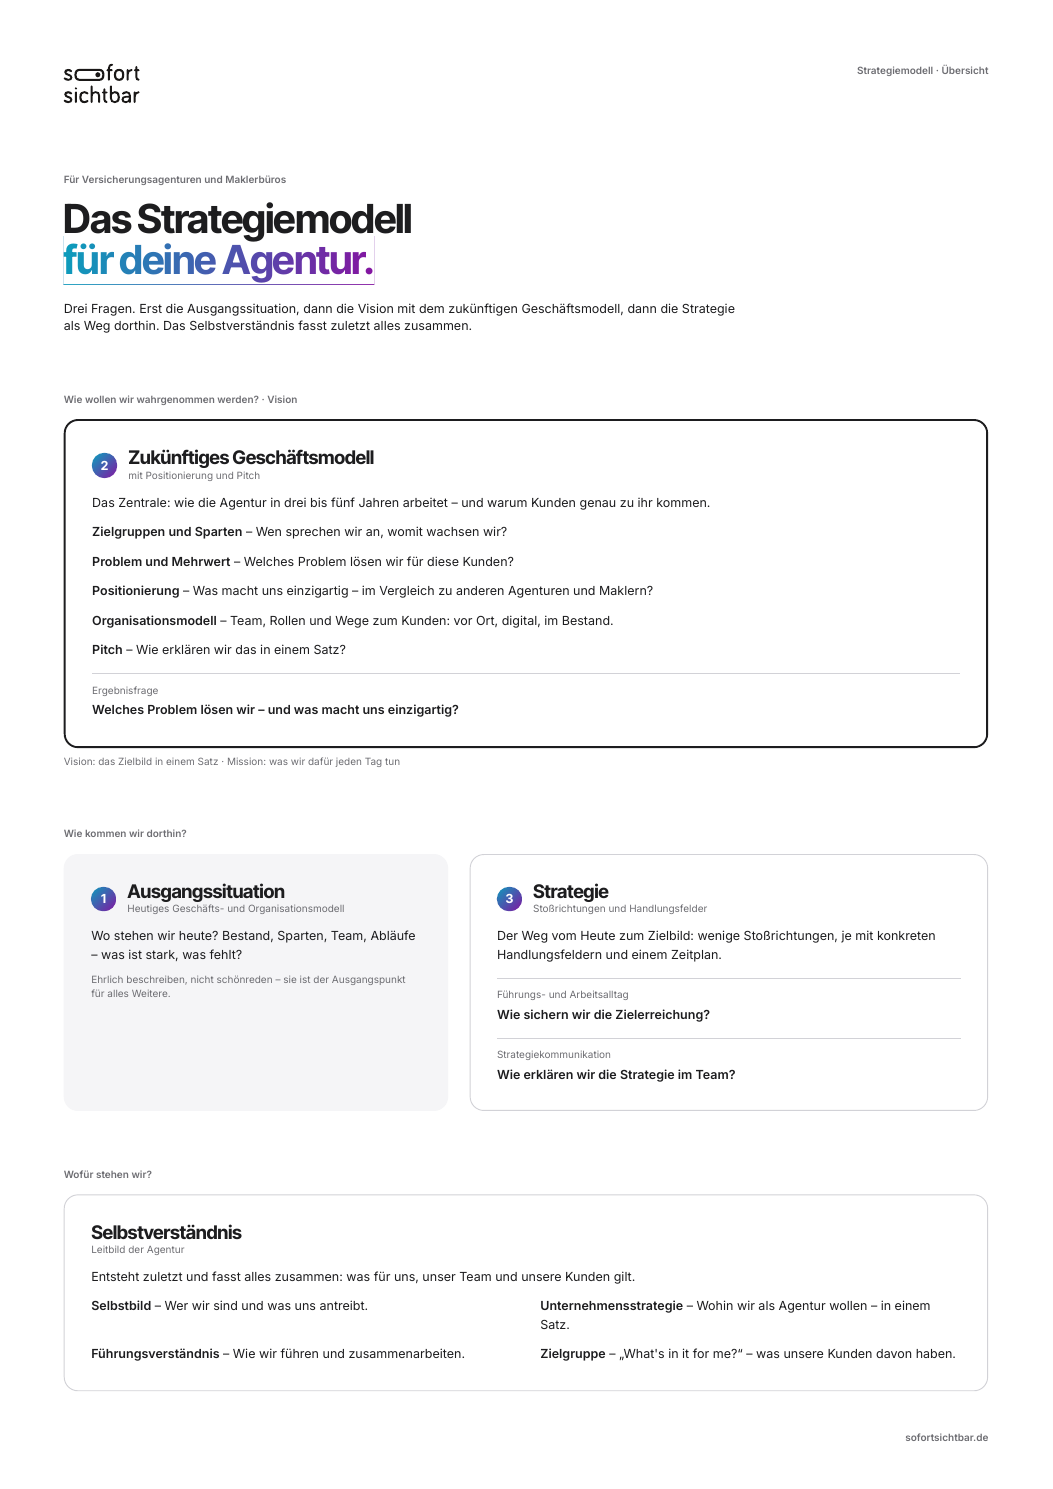 sofort
sichtbar
Strategiemodell · Übersicht
Für Versicherungsagenturen und Maklerbüros
Das Strategiemodell
für deine Agentur.
Drei Fragen. Erst die Ausgangssituation, dann die Vision mit dem zukünftigen Geschäftsmodell, dann die Strategie
als Weg dorthin. Das Selbstverständnis fasst zuletzt alles zusammen.
Wie wollen wir wahrgenommen werden? · Vision
2 Zukünftiges Geschäftsmodell
mit Positionierung und Pitch
Das Zentrale: wie die Agentur in drei bis fünf Jahren arbeitet – und warum Kunden genau zu ihr kommen.
Zielgruppen und Sparten – Wen sprechen wir an, womit wachsen wir?
Problem und Mehrwert – Welches Problem lösen wir für diese Kunden?
Positionierung – Was macht uns einzigartig – im Vergleich zu anderen Agenturen und Maklern?
Organisationsmodell – Team, Rollen und Wege zum Kunden: vor Ort, digital, im Bestand.
Pitch – Wie erklären wir das in einem Satz?
Ergebnisfrage
Welches Problem lösen wir – und was macht uns einzigartig?
Vision: das Zielbild in einem Satz · Mission: was wir dafür jeden Tag tun
Wie kommen wir dorthin?
1 Ausgangssituation
Heutiges Geschäfts- und Organisationsmodell
Wo stehen wir heute? Bestand, Sparten, Team, Abläufe
– was ist stark, was fehlt?
Ehrlich beschreiben, nicht schönreden – sie ist der Ausgangspunkt
für alles Weitere.
3 Strategie
Stoßrichtungen und Handlungsfelder
Der Weg vom Heute zum Zielbild: wenige Stoßrichtungen, je mit konkreten
Handlungsfeldern und einem Zeitplan.
Führungs- und Arbeitsalltag
Wie sichern wir die Zielerreichung?
Strategiekommunikation
Wie erklären wir die Strategie im Team?
Wofür stehen wir?
Selbstverständnis
Leitbild der Agentur
Entsteht zuletzt und fasst alles zusammen: was für uns, unser Team und unsere Kunden gilt.
Selbstbild – Wer wir sind und was uns antreibt.
Unternehmensstrategie – Wohin wir als Agentur wollen – in einem
Satz.
Führungsverständnis – Wie wir führen und zusammenarbeiten.
Zielgruppe – „What's in it for me?“ – was unsere Kunden davon haben.
sofortsichtbar.de